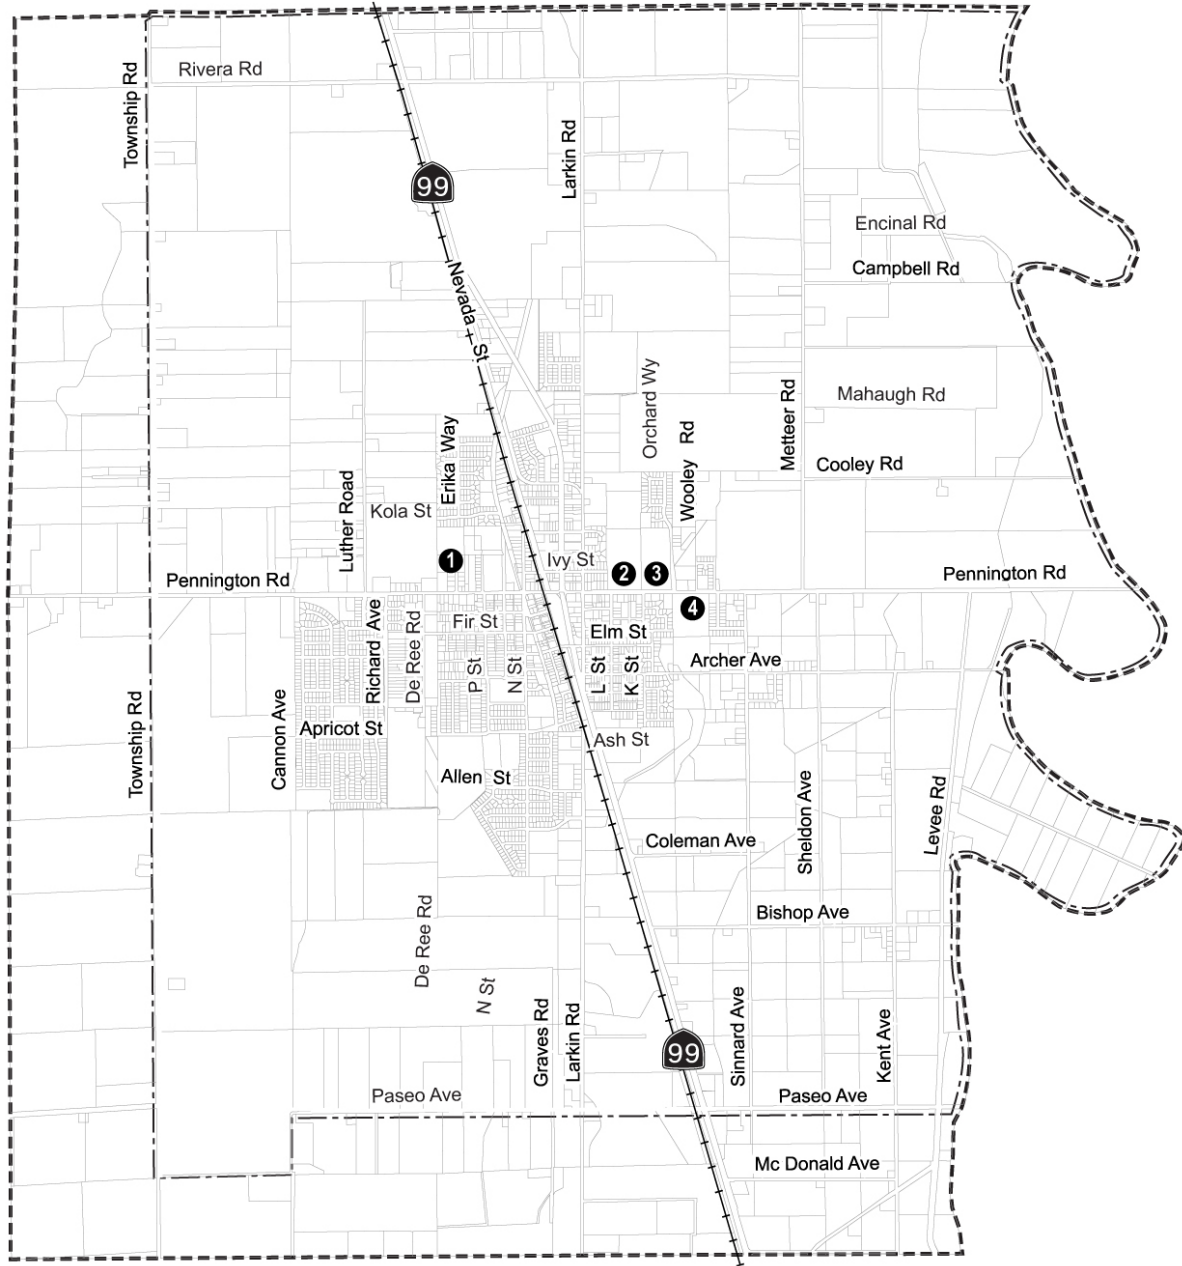 Rivera Rd
Township Rd
Larkin Rd
99
Encinal Rd
Campbell Rd
Nevada St
Orchard Wy
Metteer Rd
Mahaugh Rd
Erika Way
Wooley Rd
Cooley Rd
Luther Road
Kola St
1
Ivy St
2
3
Pennington Rd
Pennington Rd
4
Richard Ave
De Ree Rd
Fir St
Elm St
P St
N St
L St
K St
Archer Ave
Township Rd
Cannon Ave
Apricot St
Ash St
Allen St
Sheldon Ave
Levee Rd
Coleman Ave
Bishop Ave
De Ree Rd
N St
Graves Rd
Larkin Rd
99
Sinnard Ave
Kent Ave
Paseo Ave
Paseo Ave
Mc Donald Ave